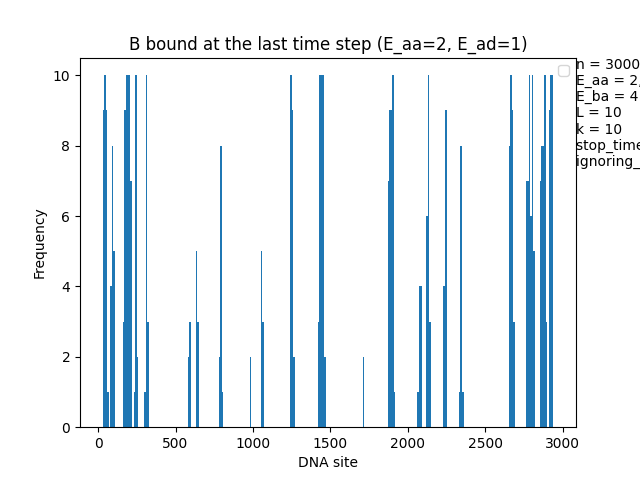 B bound at the last time step (E_aa=2, E_ad=1)
n = 3000
E_aa = 2,
E_ba = 4
L = 10
k = 10
stop_time
ignoring_
10
8
6
4
2
0
Frequency
0 500 1000 1500 2000 2500 3000
DNA site